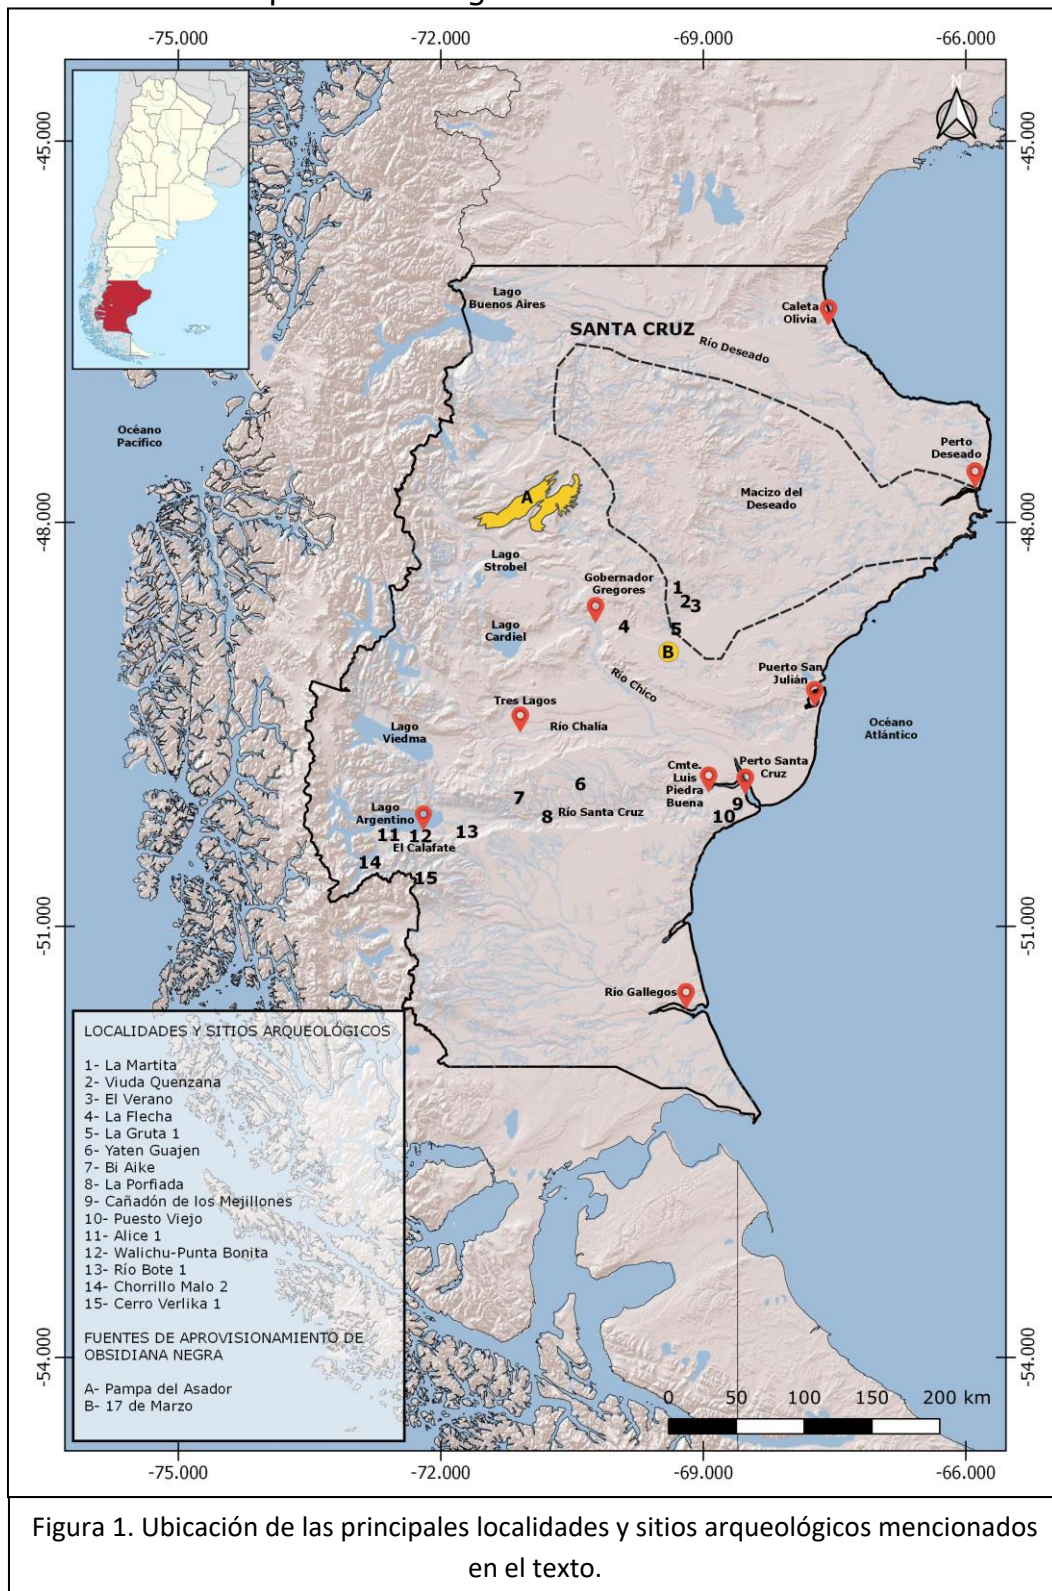 -75.000
-72.000
-69.000
-66.000
-45.000
-45.000
N
Lago
Buenos Aires
Caleta
Olivia
SANTA CRUZ
Río Deseado
Océano
Pacífico
Perto
Deseado
A
Macizo del
Deseado
-48.000
-48.000
Lago
Strobel
Gobernador
Gregores
1
2
3
4
5
Lago
Cardiel
B
Puerto San
Julián
Río Chico
Tres Lagos
Río Chalía
Lago
Viedma
Océano
Atlántico
Cmte.
Luis
Piedra
Buena
Perto Santa
Cruz
6
7
8
Río Santa Cruz
9
10
Lago
Argentino
11
12
13
El Calafate
14
15
-51.000
-51.000
Río Gallegos
LOCALIDADES Y SITIOS ARQUEOLÓGICOS
1- La Martita
2- Viuda Quenzana
3- El Verano
4- La Flecha
5- La Gruta 1
6- Yaten Guajen
7- Bi Aike
8- La Porfiada
9- Cañadón de los Mejillones
10- Puesto Viejo
11- Alice 1
12- Walichu-Punta Bonita
13- Río Bote 1
14- Chorrillo Malo 2
15- Cerro Verlika 1
FUENTES DE APROVISIONAMIENTO DE
OBSIDIANA NEGRA
A- Pampa del Asador
B- 17 de Marzo
-54.000
-54.000
0 50 100 150 200 km
-75.000
-72.000
-69.000
-66.000
Figura 1. Ubicación de las principales localidades y sitios arqueológicos mencionados
en el texto.